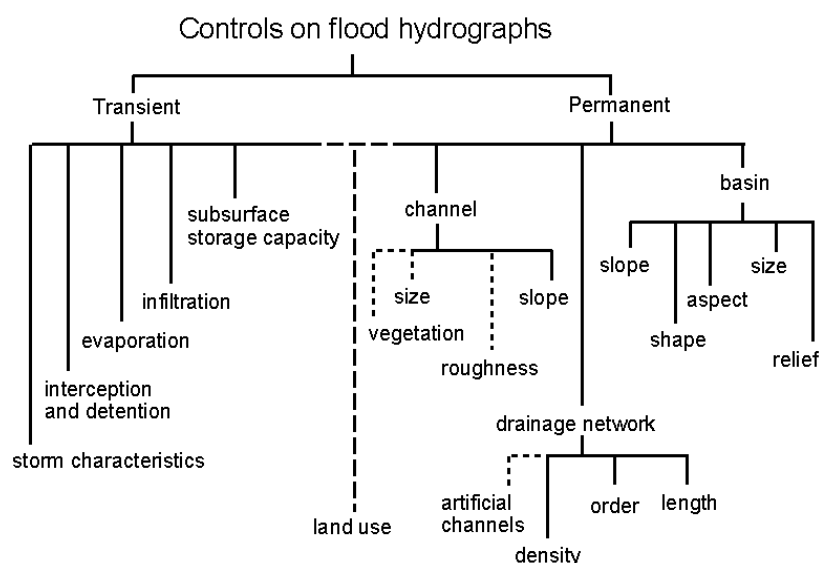 Controls on flood hydrographs
Transient
Permanent
basin
channel
subsurface
storage capacity
slope
size
infiltration
size
slope
aspect
vegetation
evaporation
shape
relief
roughness
interception
and detention
drainage network
storm characteristics
artificial
channels
order
length
land use
density